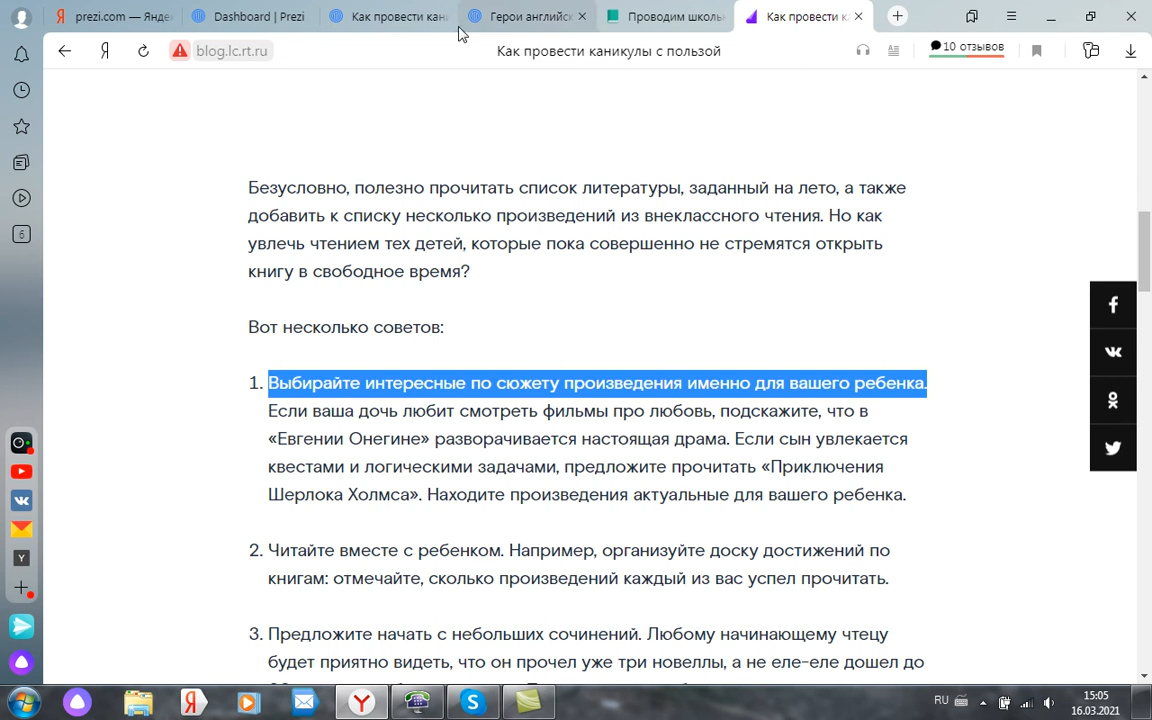 prezi.com — Яндек
Dashboard | Prezi
Как провести кани
Герои английск
Проводим школь
Как провести ка
blog.lc.rt.ru
Как провести каникулы с пользой
10 отзывов
6
Безусловно, полезно прочитать список литературы, заданный на лето, а также
добавить к списку несколько произведений из внеклассного чтения. Но как
увлечь чтением тех детей, которые пока совершенно не стремятся открыть
книгу в свободное время?
Вот несколько советов:
1. Выбирайте интересные по сюжету произведения именно для вашего ребенка.
Если ваша дочь любит смотреть фильмы про любовь, подскажите, что в
«Евгении Онегине» разворачивается настоящая драма. Если сын увлекается
квестами и логическими задачами, предложите прочитать «Приключения
Шерлока Холмса». Находите произведения актуальные для вашего ребенка.
2. Читайте вместе с ребенком. Например, организуйте доску достижений по
книгам: отмечайте, сколько произведений каждый из вас успел прочитать.
3. Предложите начать с небольших сочинений. Любому начинающему чтецу
будет приятно видеть, что он прочел уже три новеллы, а не еле-еле дошел до
RU
15:05
16.03.2021